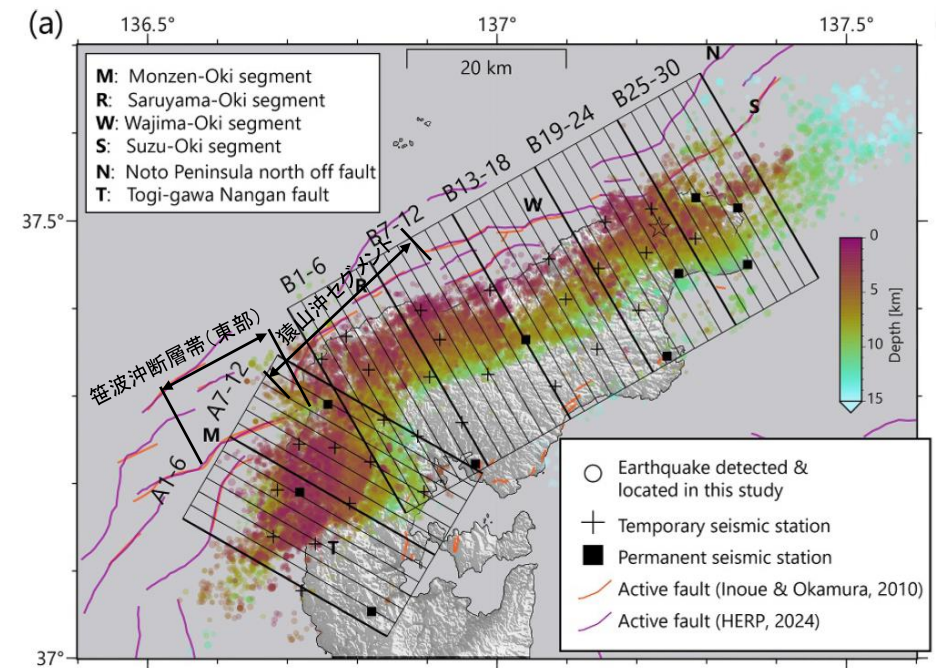 (a)
136.5°
137°
137.5°
37.5°
37°
M: Monzen-Oki segment
R: Saruyama-Oki segment
W: Wajima-Oki segment
S: Suzu-Oki segment
N: Noto Peninsula north off fault
T: Togi-gawa Nangan fault
20 km
N
S
B25-30
B19-24
B13-18
B7-12
B1-6
W
R
猿山沖セグメント
笹波沖断層帯(東部)
A7-12
A1-6
M
T
0
5
10
15
Depth [km]
Earthquake detected &
located in this study
Temporary seismic station
Permanent seismic station
Active fault (Inoue & Okamura, 2010)
Active fault (HERP, 2024)